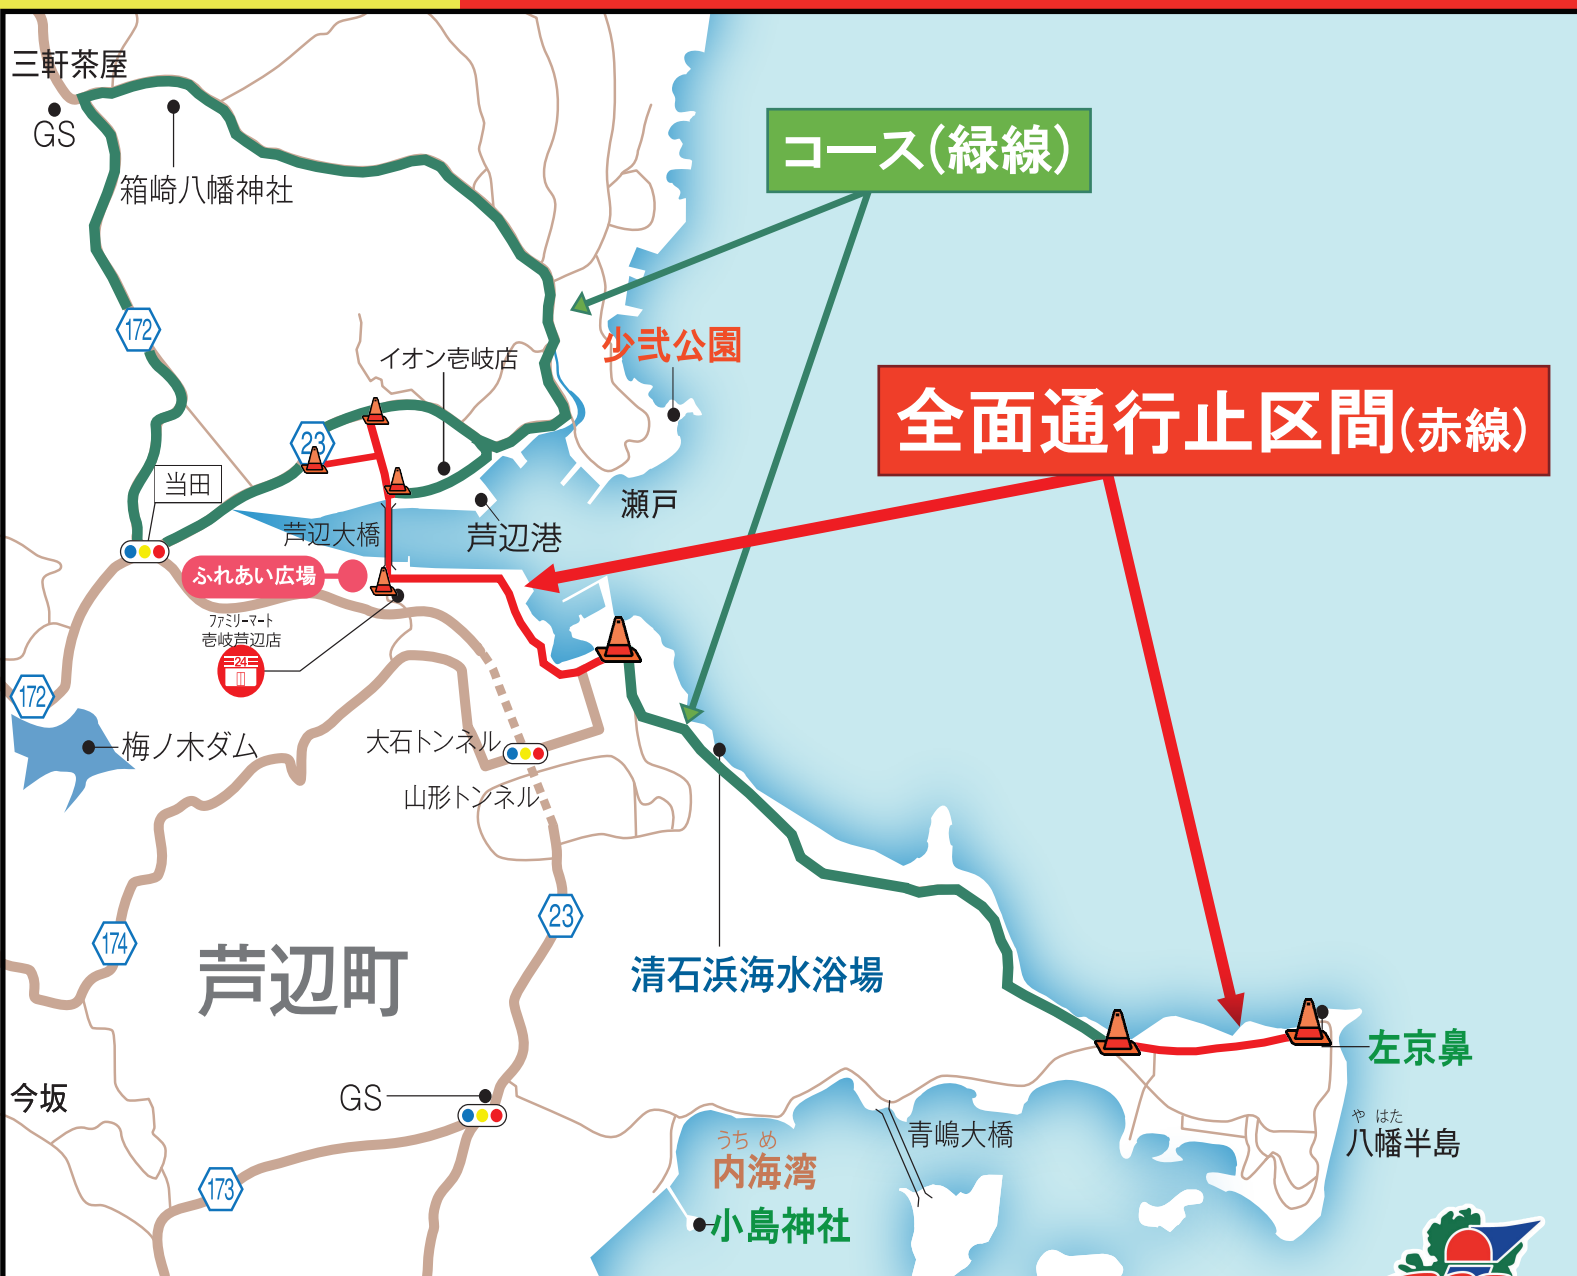 三軒茶屋
GS
箱崎八幡神社
コース(緑線)
172
少弐公園
イオン壱岐店
全面通行止区間(赤線)
23
当田
瀬戸
芦辺大橋
芦辺港
ふれあい広場
ファミリーマート
壱岐芦辺店
24
172
梅ノ木ダム
大石トンネル
山形トンネル
23
174
芦辺町
清石浜海水浴場
左京鼻
今坂
GS
青嶋大橋
や はた
八幡半島
うち め
内海湾
173
小島神社